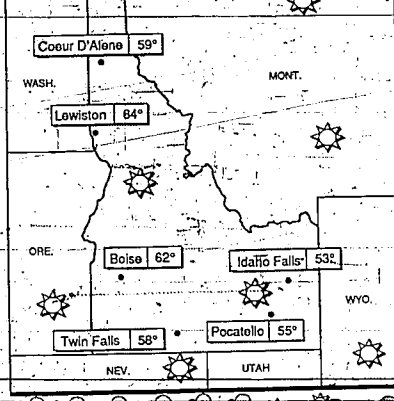 Coeur D'Alene 59°
WASH.
MONT.
Lewiston 64°
ORE.
Boise 62°
Idaho Falls 53°
WYO.
Twin Falls 58°
Pocatello 55°
NEV.
UTAH